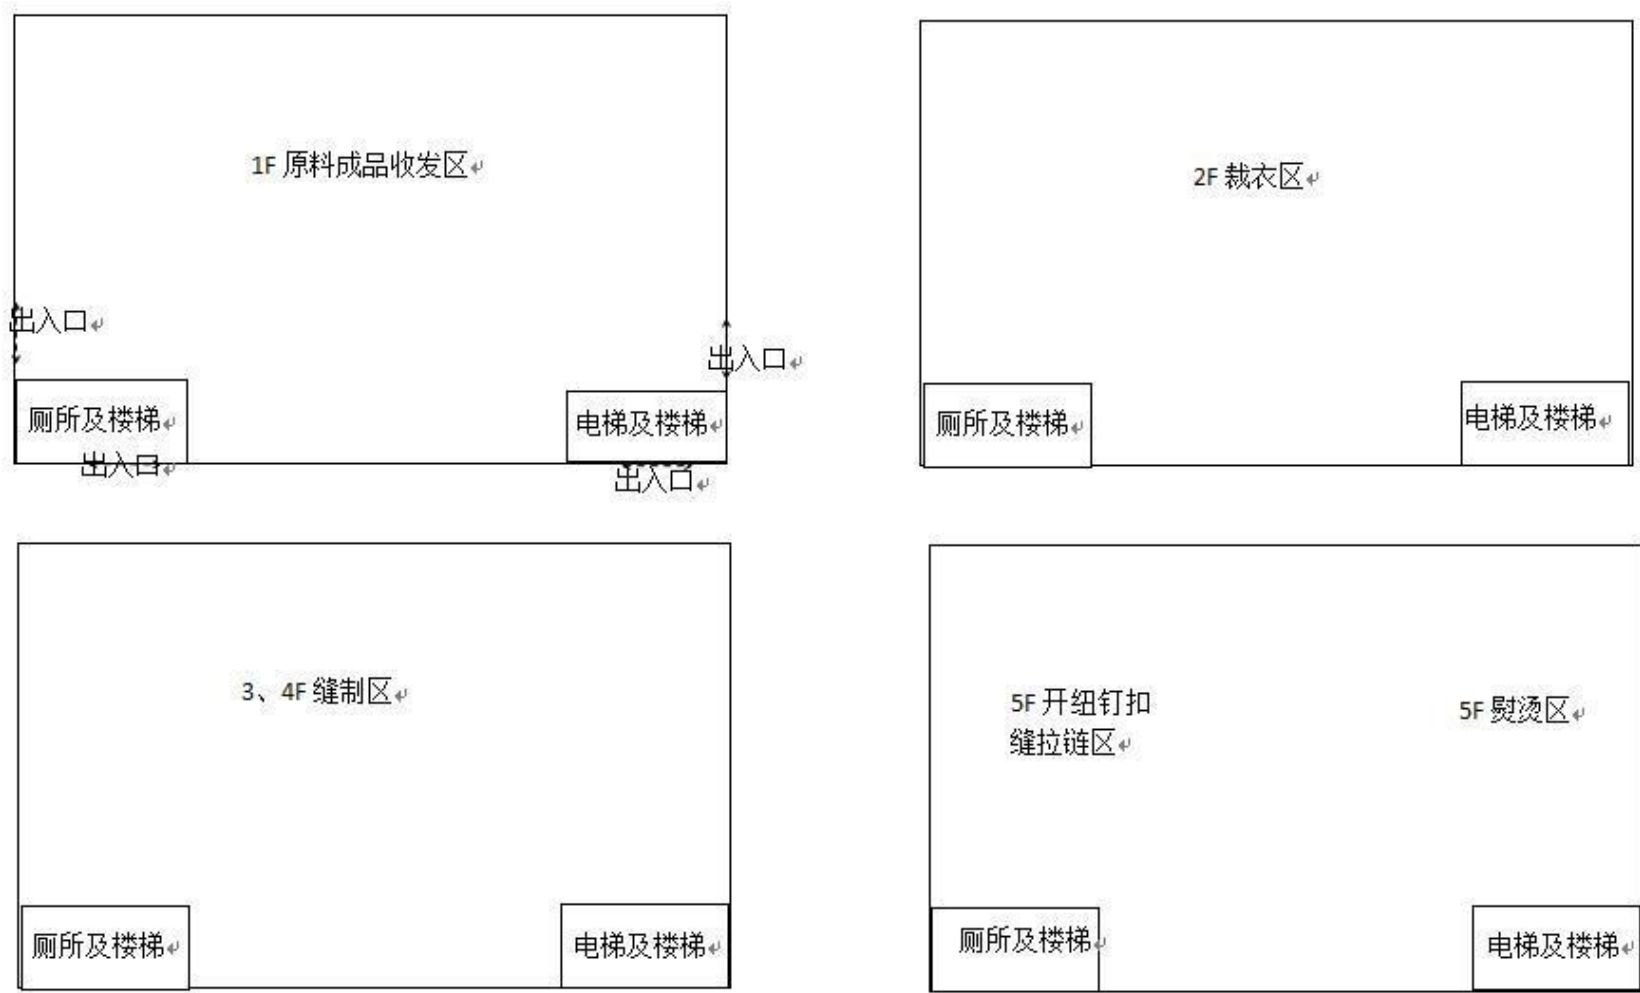 1F 原料成品收发区
2F 裁衣区
出入口
出入口
厕所及楼梯
电梯及楼梯
厕所及楼梯
电梯及楼梯
出入口
出入口
3、4F 缝制区
5F 开纽钉扣
缝拉链区
5F 熨烫区
厕所及楼梯
电梯及楼梯
厕所及楼梯
电梯及楼梯